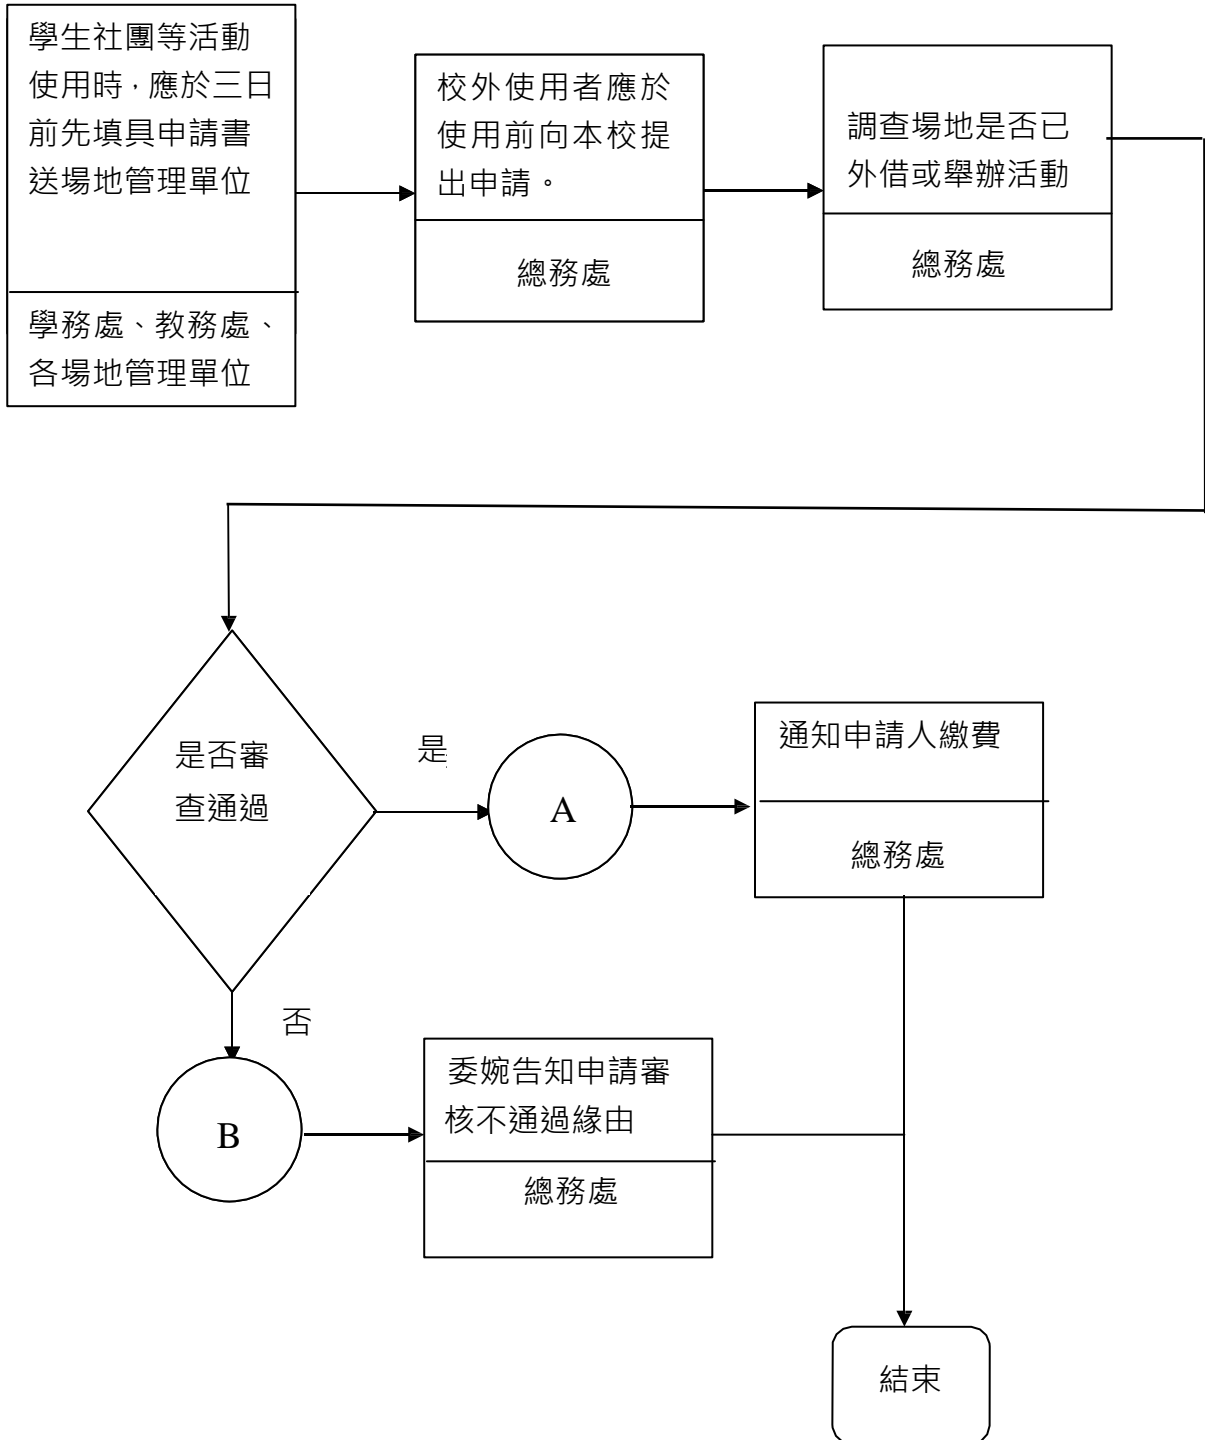 學生社團等活動
使用時，應於三日
前先填具申請書
送場地管理單位
學務處、教務處、
各場地管理單位
校外使用者應於
使用前向本校提
出申請。
總務處
調查場地是否已
外借或舉辦活動
總務處
是否審
查通過
是
A
通知申請人繳費
總務處
否
B
委婉告知申請審
核不通過緣由
總務處
結束